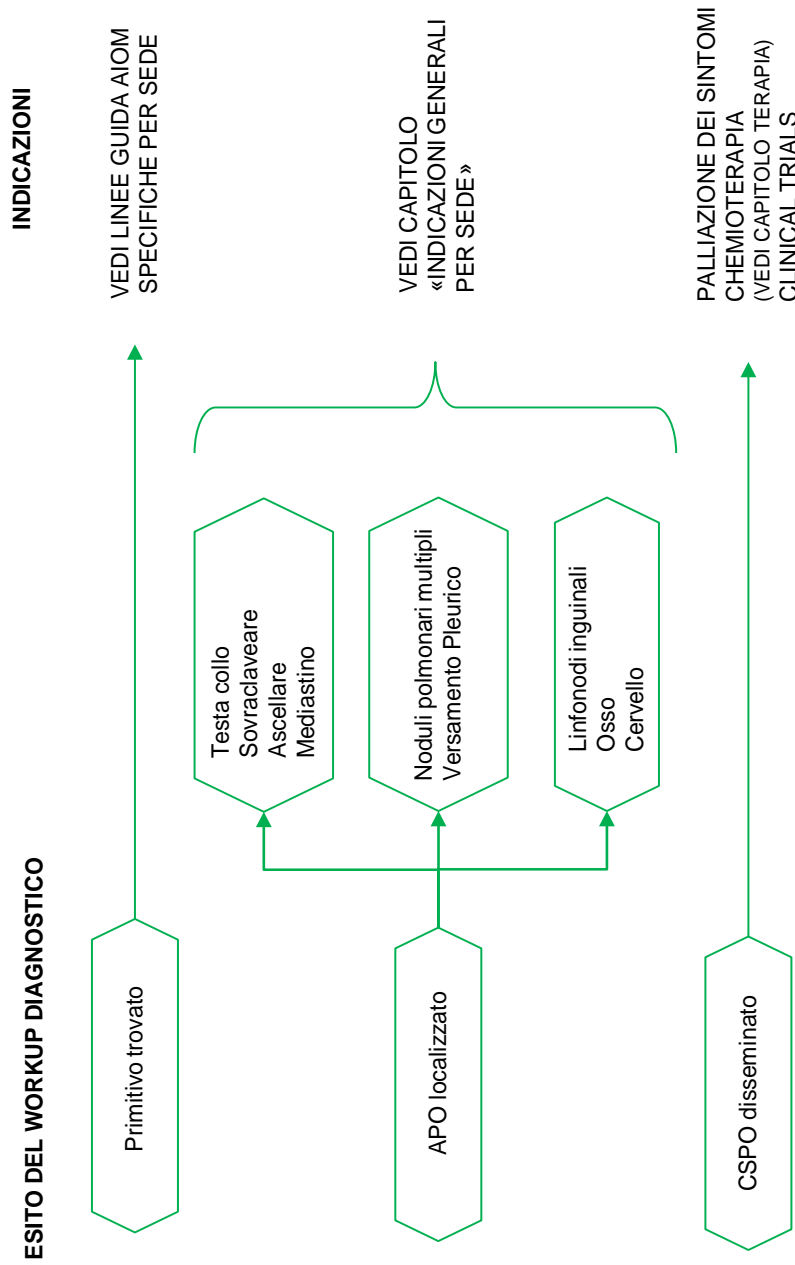 ESITO DEL WORKUP DIAGNOSTICO
INDICAZIONI
Primitivo trovato
VEDI LINEE GUIDA AIOM
SPECIFICHE PER SEDE
APO localizzato
Testa collo
Sovraclaveare
Ascellare
Mediastino
Noduli polmonari multipli
Versamento Pleurico
Linfonodi inguinali
Osso
Cervello
VEDI CAPITOLO
«INDICAZIONI GENERALI
PER SEDE»
CSPO disseminato
PALLIAZIONE DEI SINTOMI
CHEMIOTERAPIA
(VEDI CAPITOLO TERAPIA)
CLINICAL TRIALS